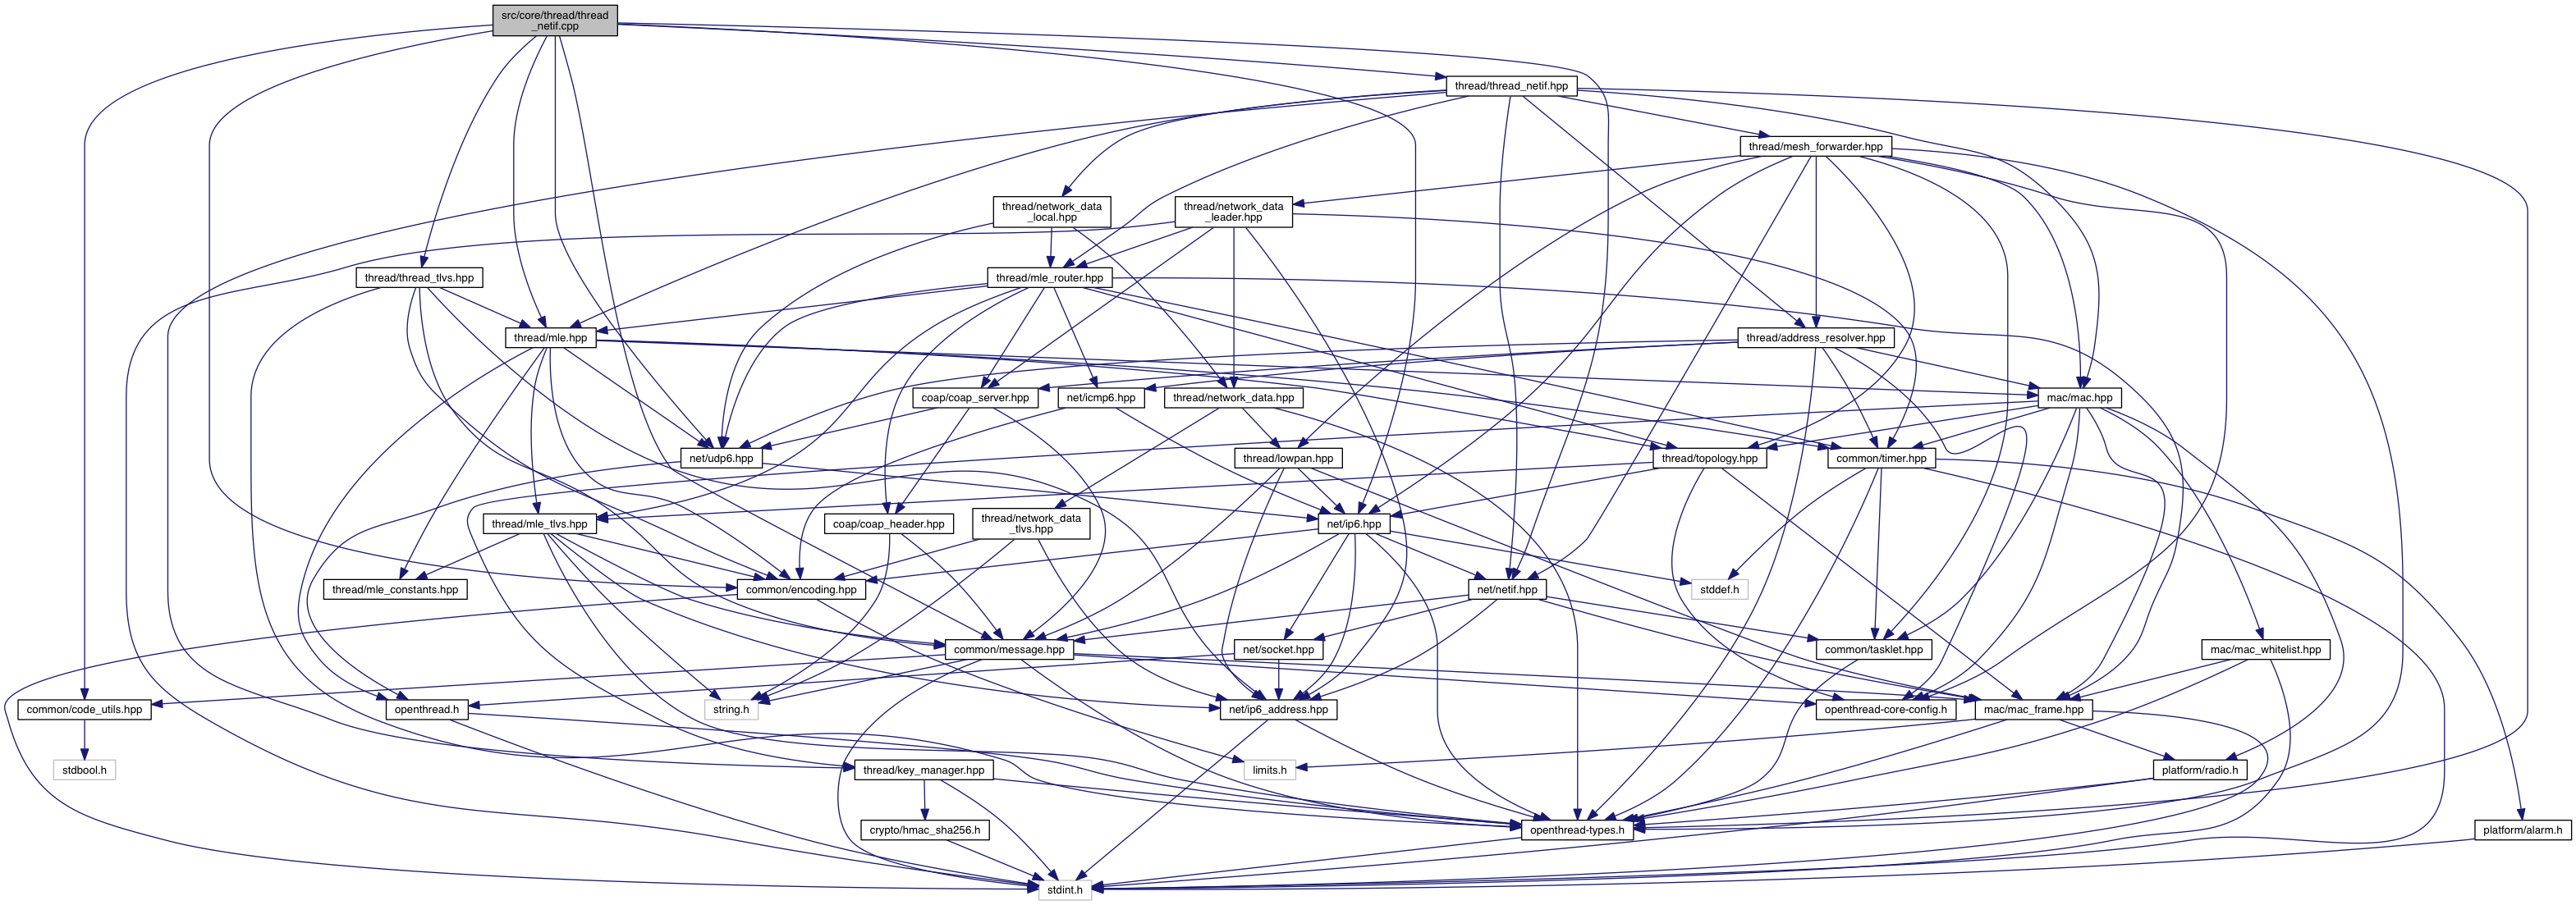 src/core/thread/thread
_netif.cpp
thread/thread_netif.hpp
thread/mesh_forwarder.hpp
thread/network_data
_local.hpp
thread/network_data
_leader.hpp
thread/thread_tlvs.hpp
thread/mle_router.hpp
thread/mle.hpp
thread/address_resolver.hpp
coap/coap_server.hpp
net/icmp6.hpp
thread/network_data.hpp
mac/mac.hpp
net/udp6.hpp
thread/lowpan.hpp
thread/topology.hpp
common/timer.hpp
thread/mle_tlvs.hpp
coap/coap_header.hpp
thread/network_data
_tlvs.hpp
net/ip6.hpp
thread/mle_constants.hpp
common/encoding.hpp
net/netif.hpp
stddef.h
common/message.hpp
net/socket.hpp
common/tasklet.hpp
mac/mac_whitelist.hpp
common/code_utils.hpp
openthread.h
string.h
net/ip6_address.hpp
openthread-core-config.h
mac/mac_frame.hpp
stdbool.h
thread/key_manager.hpp
limits.h
platform/radio.h
crypto/hmac_sha256.h
openthread-types.h
platform/alarm.h
stdint.h